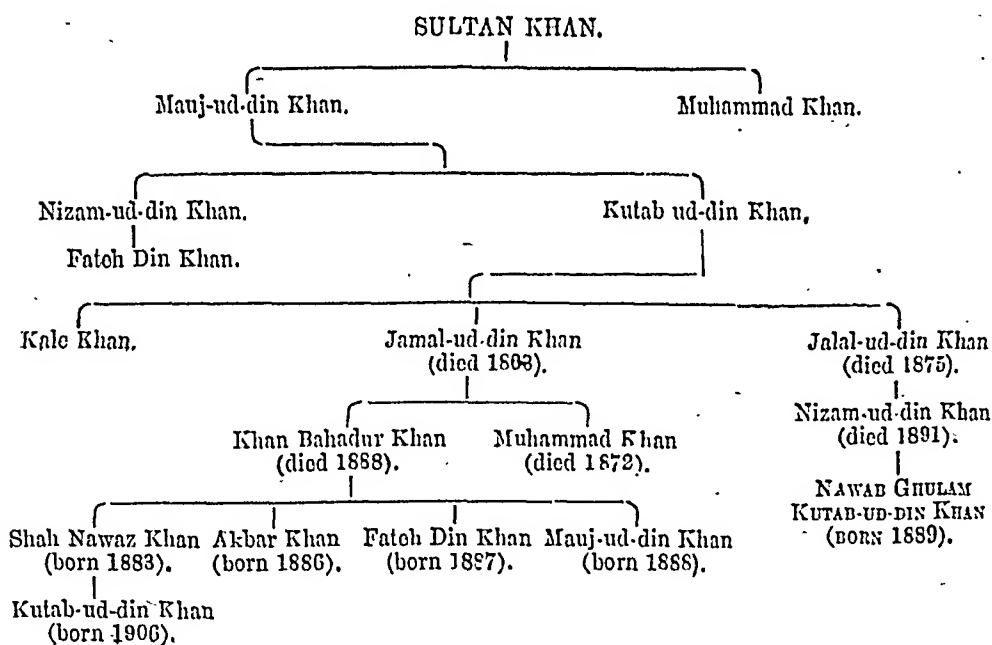 SULTAN KHAN.
Mauj-ud-din Khan. Muhammad Khan.
Nizam-ud-din Khan. Kutab ud-din Khan,
Fateh Din Khan.
Kale Khan. Jamal-ud-din Khan Jalal-ud-din Khan
(died (died 1875).
Nizam-ud-din Khan
(died 1891).
Khan Bahadur Khan Muhammad Khan
(died 1888). (died 1872).
NAWAB GHULAM
KUTAB-UD-DIN KHAN
(BORN 1889).
Shah Nawaz Khan Akbar Khan Fateh Din Khan Mauj-ud-din Khan
(born 1883). (born 1886). (born 1887). (born 1888).
Kutab-ud-din Khan
(born 1906).